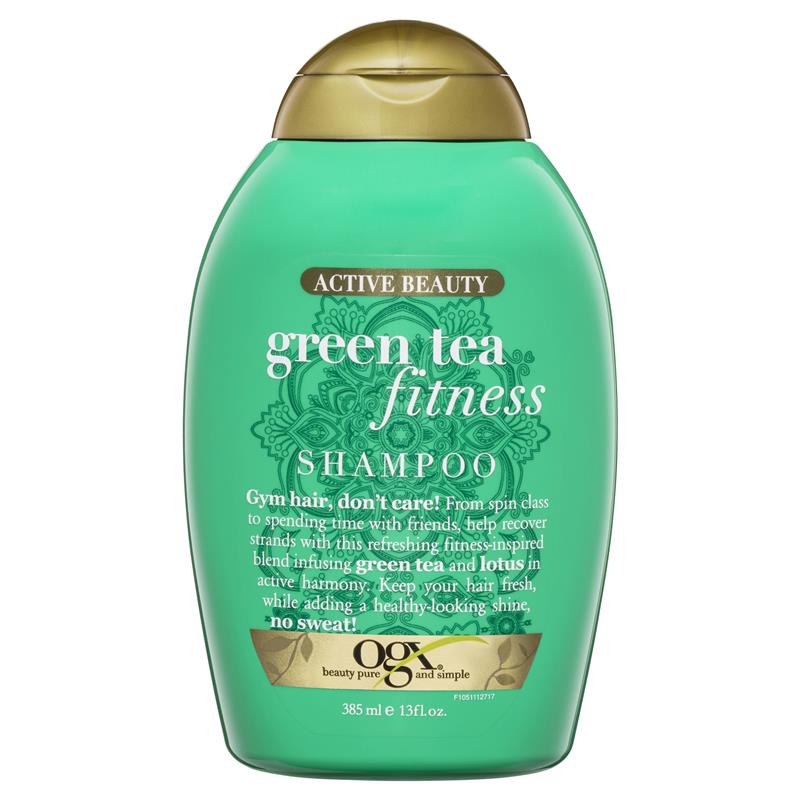 ACTIVE BEAUTY
green tea
fitness
SHAMPOO
Gym hair, don't care! From spin class
to spending time with friends, help recover
strands with this refreshing fitness-inspired
blend infusing green tea and lotus in
active harmony. Keep your hair fresh,
while adding a healthy-looking shine,
no sweat!
ogx®
beauty pure and simple
F1051112717
385 ml e 13fl.oz.